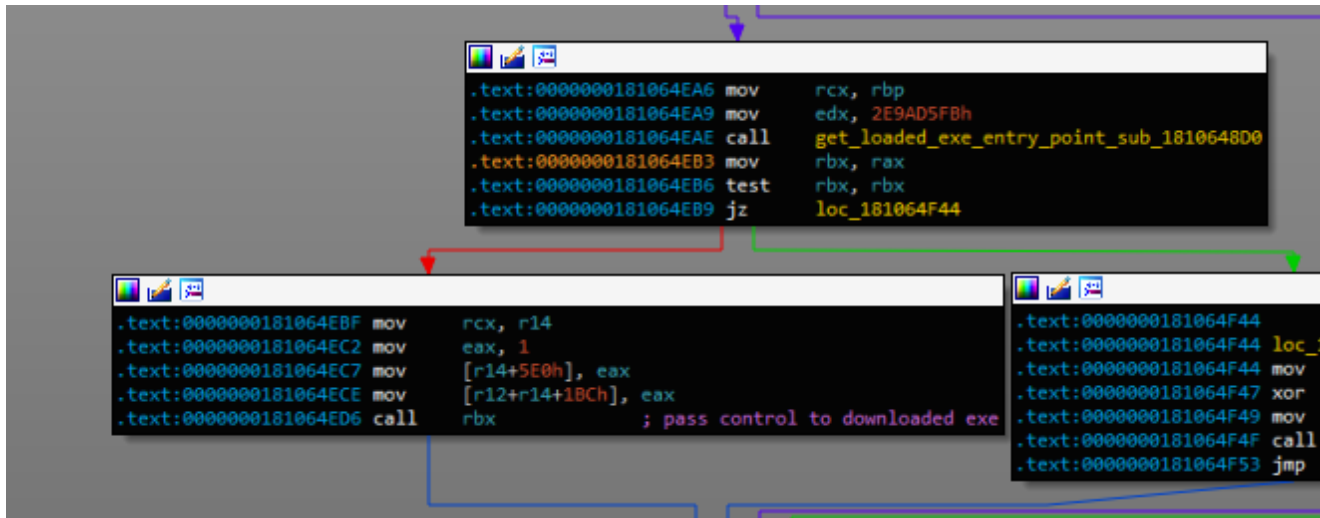 .text:0000000181064EA6 mov rcx, rbp
.text:0000000181064EA9 mov edx, 2E9AD5FBh
.text:0000000181064EAE call get_loaded_exe_entry_point_sub_1810648D0
.text:0000000181064EB3 mov rbx, rax
.text:0000000181064EB6 test rbx, rbx
.text:0000000181064EB9 jz loc_181064F44
.text:0000000181064EBF mov rcx, r14
.text:0000000181064EC2 mov eax, 1
.text:0000000181064EC7 mov [r14+5E0h], eax
.text:0000000181064ECE mov [r12+r14+1BCh], eax
.text:0000000181064ED6 call rbx ; pass control to downloaded exe
.text:0000000181064F44
.text:0000000181064F44 loc_1
.text:0000000181064F44 mov
.text:0000000181064F47 xor
.text:0000000181064F49 mov
.text:0000000181064F4F call
.text:0000000181064F53 jmp